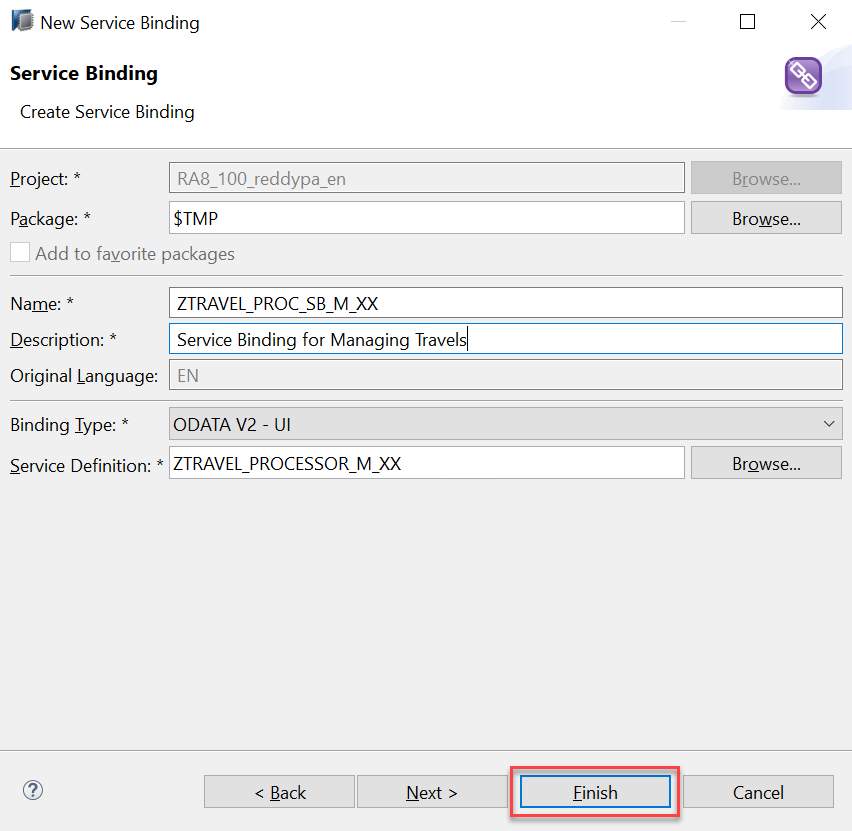 New Service Binding
Service Binding
Create Service Binding
Project: * RA8_100_reddypa_en Browse...
Package: * $TMP Browse...
Add to favorite packages
Name: * ZTRAVEL_PROC_SB_M_XX
Description: * Service Binding for Managing Travels
Original Language: EN
Binding Type: * ODATA V2 - UI
Service Definition: * ZTRAVEL_PROCESSOR_M_XX Browse...
? < Back Next > Finish Cancel